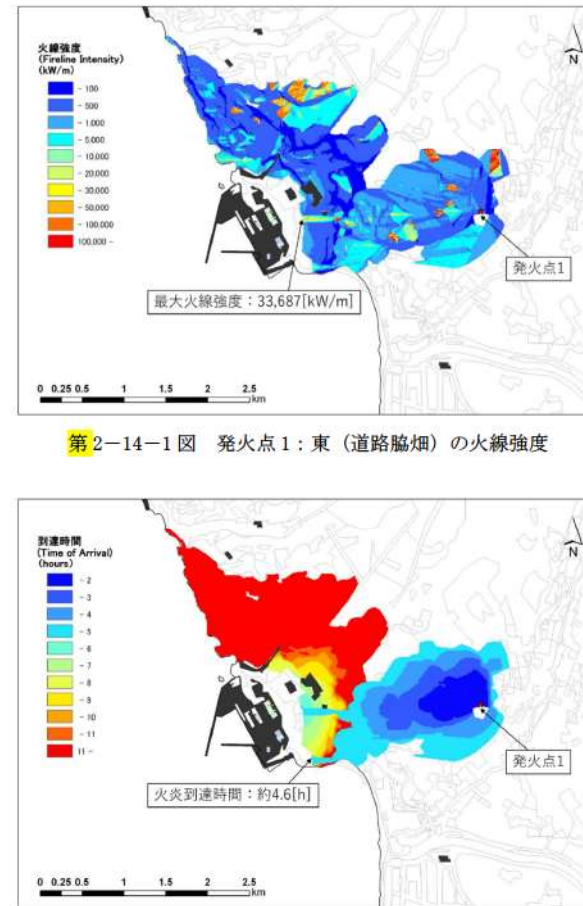 火線強度
(Fireline Intensity)
(kW/m)
- 100
- 500
- 1,000
- 5,000
- 10,000
- 20,000
- 30,000
- 50,000
- 100,000
100,000 -
N
発火点1
最大火線強度：33,687[kW/m]
0 0.25 0.5 1 1.5 2 2.5
km
第2－14－1図 発火点1：東（道路脇畑）の火線強度
到達時間
(Time of Arrival)
(hours)
- 2
- 3
- 4
- 5
- 6
- 7
- 8
- 9
- 10
- 11
11 -
N
発火点1
火炎到達時間：約4.6[h]
0 0.25 0.5 1 1.5 2 2.5
km